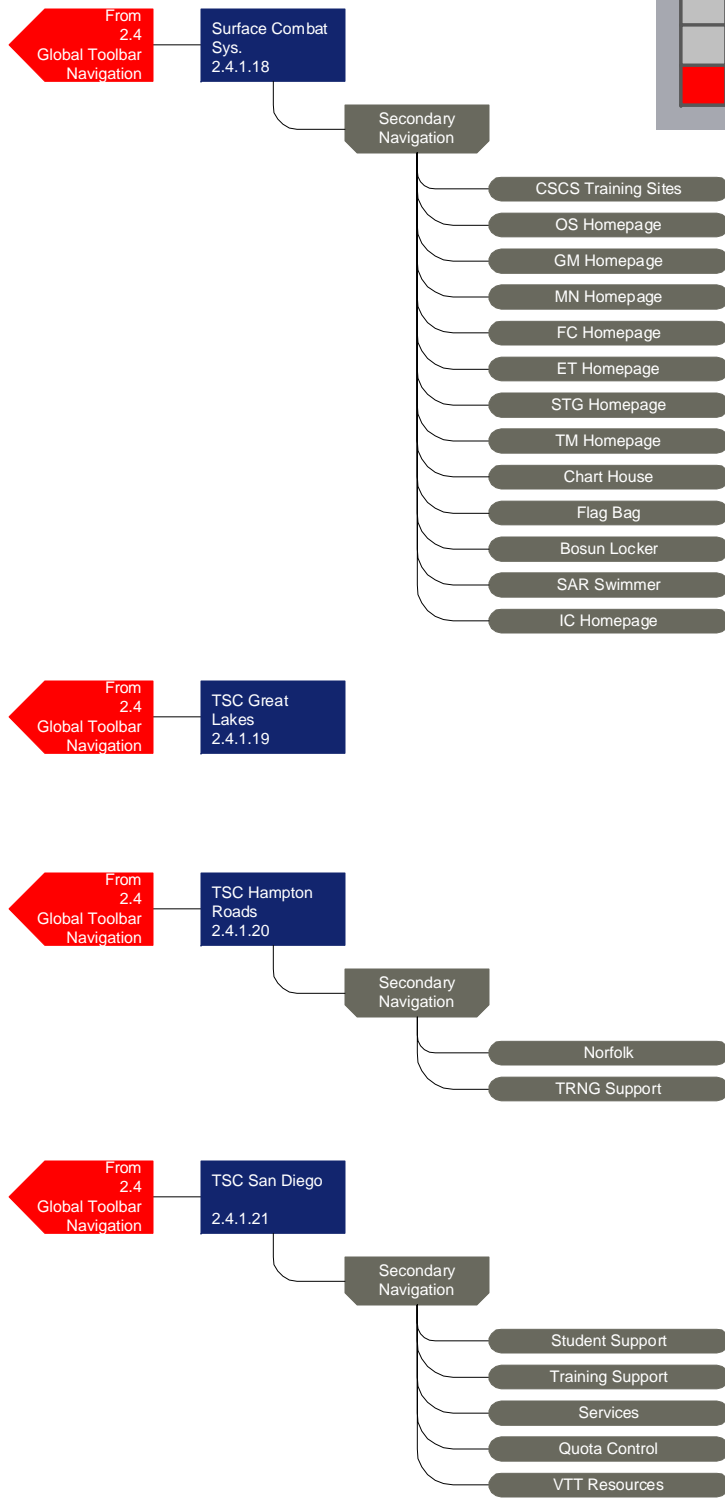 From
2.4
Global Toolbar
Navigation
Surface Combat
Sys.
2.4.1.18
Secondary
Navigation
CSCS Training Sites
OS Homepage
GM Homepage
MN Homepage
FC Homepage
ET Homepage
STG Homepage
TM Homepage
Chart House
Flag Bag
Bosun Locker
SAR Swimmer
IC Homepage
From
2.4
Global Toolbar
Navigation
TSC Great
Lakes
2.4.1.19
From
2.4
Global Toolbar
Navigation
TSC Hampton
Roads
2.4.1.20
Secondary
Navigation
Norfolk
TRNG Support
From
2.4
Global Toolbar
Navigation
TSC San Diego
2.4.1.21
Secondary
Navigation
Student Support
Training Support
Services
Quota Control
VTT Resources